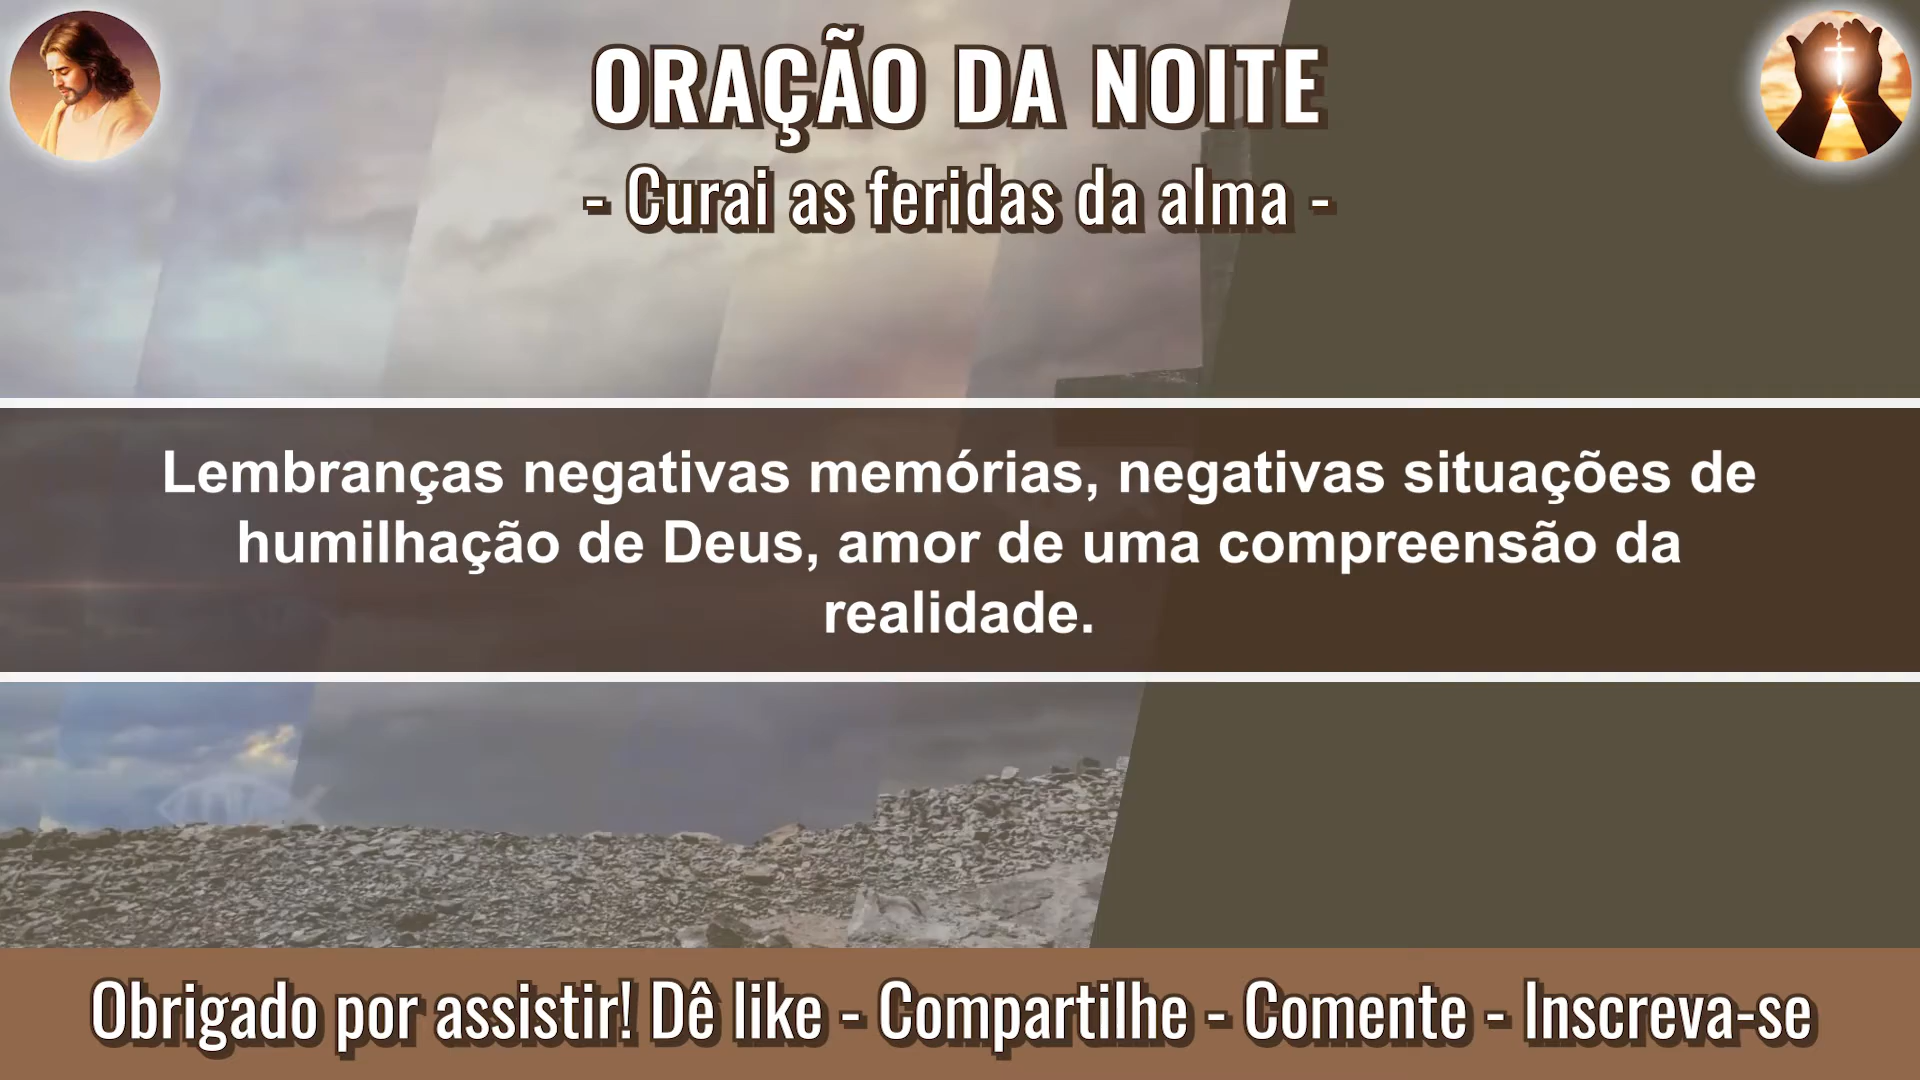 ORAÇÃO DA NOITE
- Curai as feridas da alma -
Lembranças negativas memórias, negativas situações de
humilhação de Deus, amor de uma compreensão da
realidade.
Obrigado por assistir! Dê like - Compartilhe - Comente - Inscreva-se